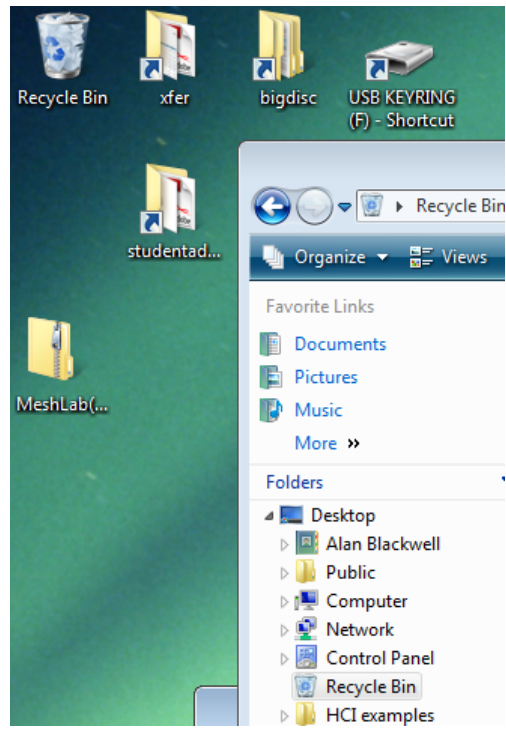 Recycle Bin
xfer
bigdisc
USB KEYRING
(F) - Shortcut
studentad...
MeshLab(...
Recycle Bin
Organize
Views
Favorite Links
Documents
Pictures
Music
More »
Folders
Desktop
Alan Blackwell
Public
Computer
Network
Control Panel
Recycle Bin
HCI examples